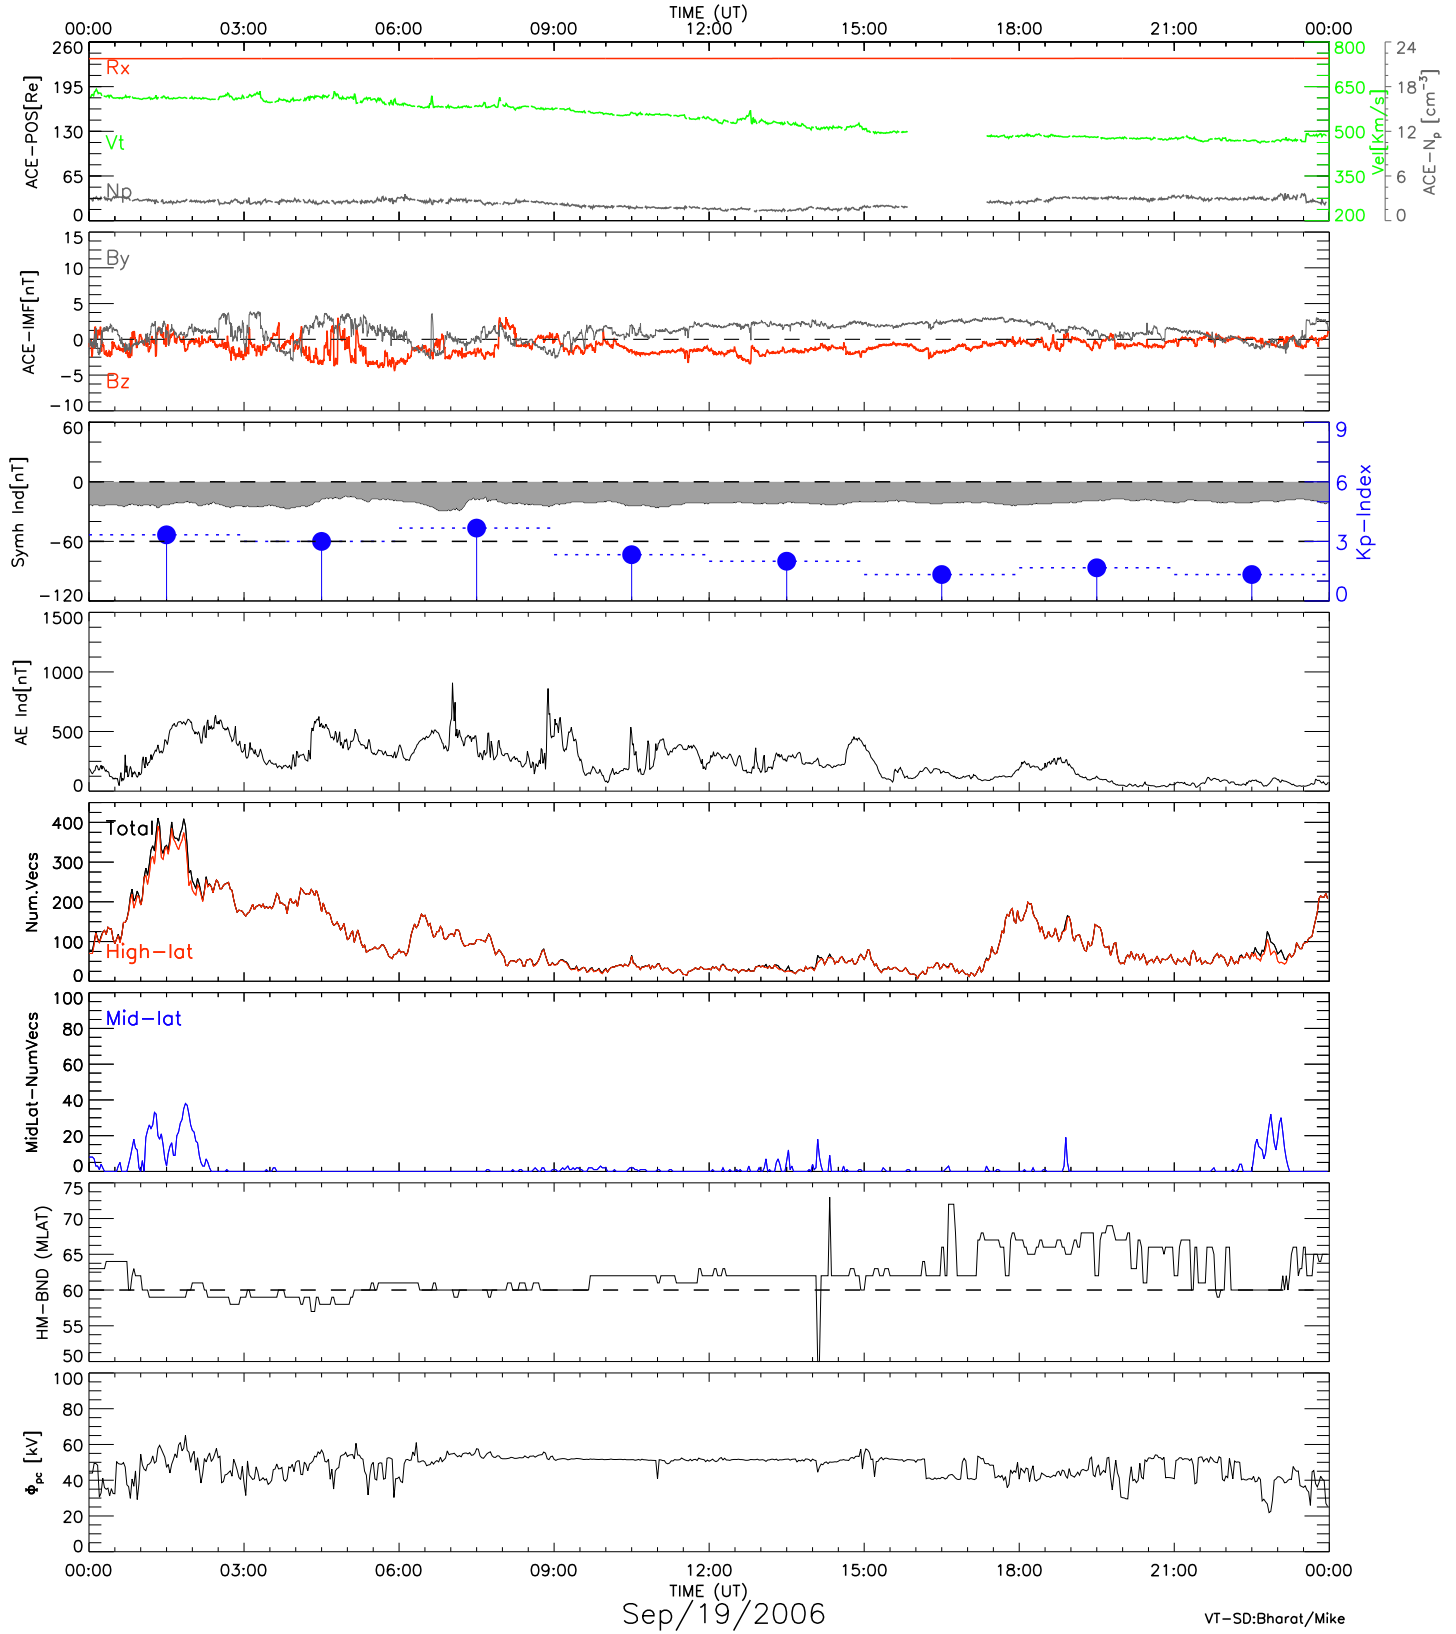 TIME (UT)
00:00 03:00 06:00 09:00 12:00 15:00 18:00 21:00 00:00
ACE-POS[Re]
260
195
130
65
0
Rx
Vt
Np
800
650
500
350
200
Vel[Km/s]
24
18
12
6
0
ACE-Np [cm⁻³]
ACE-IMF[nT]
15
10
5
0
-5
-10
By
Bz
Symh Ind[nT]
60
0
-60
-120
9
6
3
0
Kp-Index
AE Ind[nT]
1500
1000
500
0
Num.Vecs
400
300
200
100
0
Total
High-lat
MidLat-NumVecs
100
80
60
40
20
0
Mid-lat
HM-BND (MLAT)
75
70
65
60
55
50
Φpc [kV]
100
80
60
40
20
0
00:00 03:00 06:00 09:00 12:00 15:00 18:00 21:00 00:00
TIME (UT)
Sep/19/2006
VT-SD:Bharat/Mike